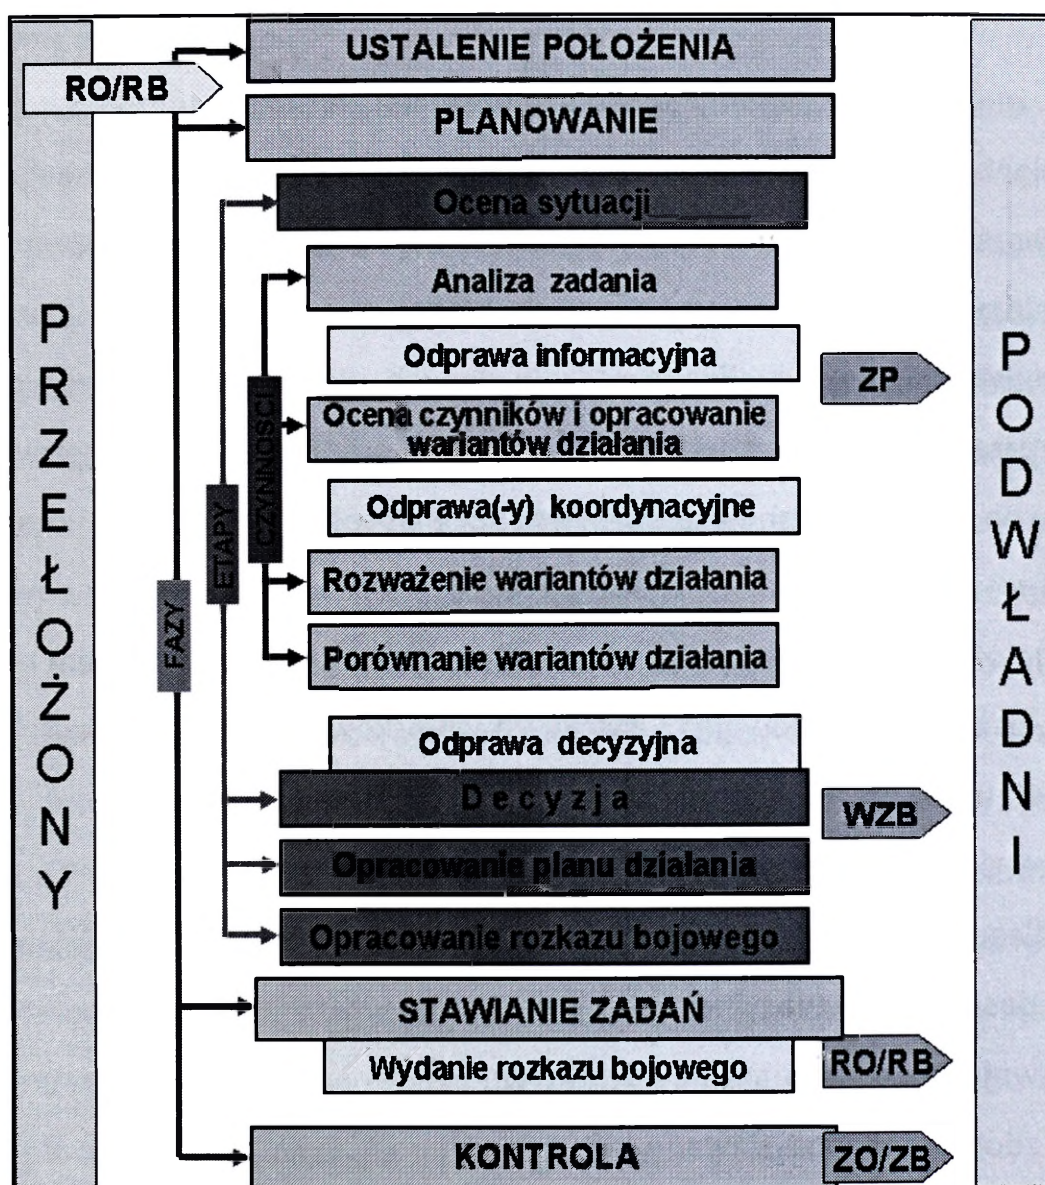 PRZEŁOŻONY
RO/RB
USTALENIE POŁOŻENIA
PLANOWANIE
Ocena sytuacji
Analiza zadania
Odprawa informacyjna
ZP
Ocena czynników i opracowanie
wariantów działania
Odprawa(-y) koordynacyjne
Rozważenie wariantów działania
Porównanie wariantów działania
CZYNNOŚCI
ETAPY
FAZY
Odprawa decyzyjna
Decyzja
WZB
Opracowanie planu działania
Opracowanie rozkazu bojowego
STAWIANIE ZADAŃ
Wydanie rozkazu bojowego
RO/RB
KONTROLA
ZO/ZB
PODWŁADNI